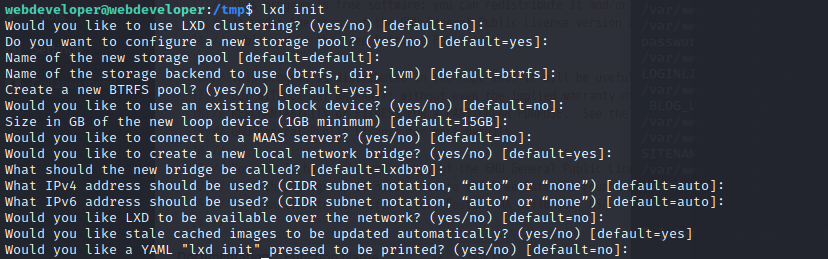 webdeveloper@webdeveloper:/tmp$ lxd init
Would you like to use LXD clustering? (yes/no) [default=no]:
Do you want to configure a new storage pool? (yes/no) [default=yes]:
Name of the new storage pool [default=default]:
Name of the storage backend to use (btrfs, dir, lvm) [default=btrfs]:
Create a new BTRFS pool? (yes/no) [default=yes]:
Would you like to use an existing block device? (yes/no) [default=no]:
Size in GB of the new loop device (1GB minimum) [default=15GB]:
Would you like to connect to a MAAS server? (yes/no) [default=no]:
Would you like to create a new local network bridge? (yes/no) [default=yes]:
What should the new bridge be called? [default=lxdbr0]:
What IPv4 address should be used? (CIDR subnet notation, “auto” or “none”) [default=auto]:
What IPv6 address should be used? (CIDR subnet notation, “auto” or “none”) [default=auto]:
Would you like LXD to be available over the network? (yes/no) [default=no]:
Would you like stale cached images to be updated automatically? (yes/no) [default=yes]
Would you like a YAML "lxd init" preseed to be printed? (yes/no) [default=no]: